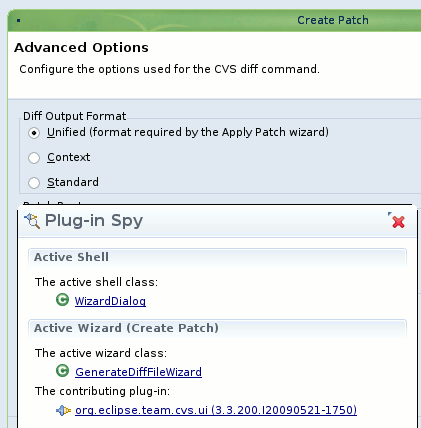 Create Patch
Advanced Options
Configure the options used for the CVS diff command.
Diff Output Format
Unified (format required by the Apply Patch wizard)
Context
Standard
Plug-in Spy
Active Shell
The active shell class:
WizardDialog
Active Wizard (Create Patch)
The active wizard class:
GenerateDiffFileWizard
The contributing plug-in:
org.eclipse.team.cvs.ui (3.3.200.I20090521-1750)